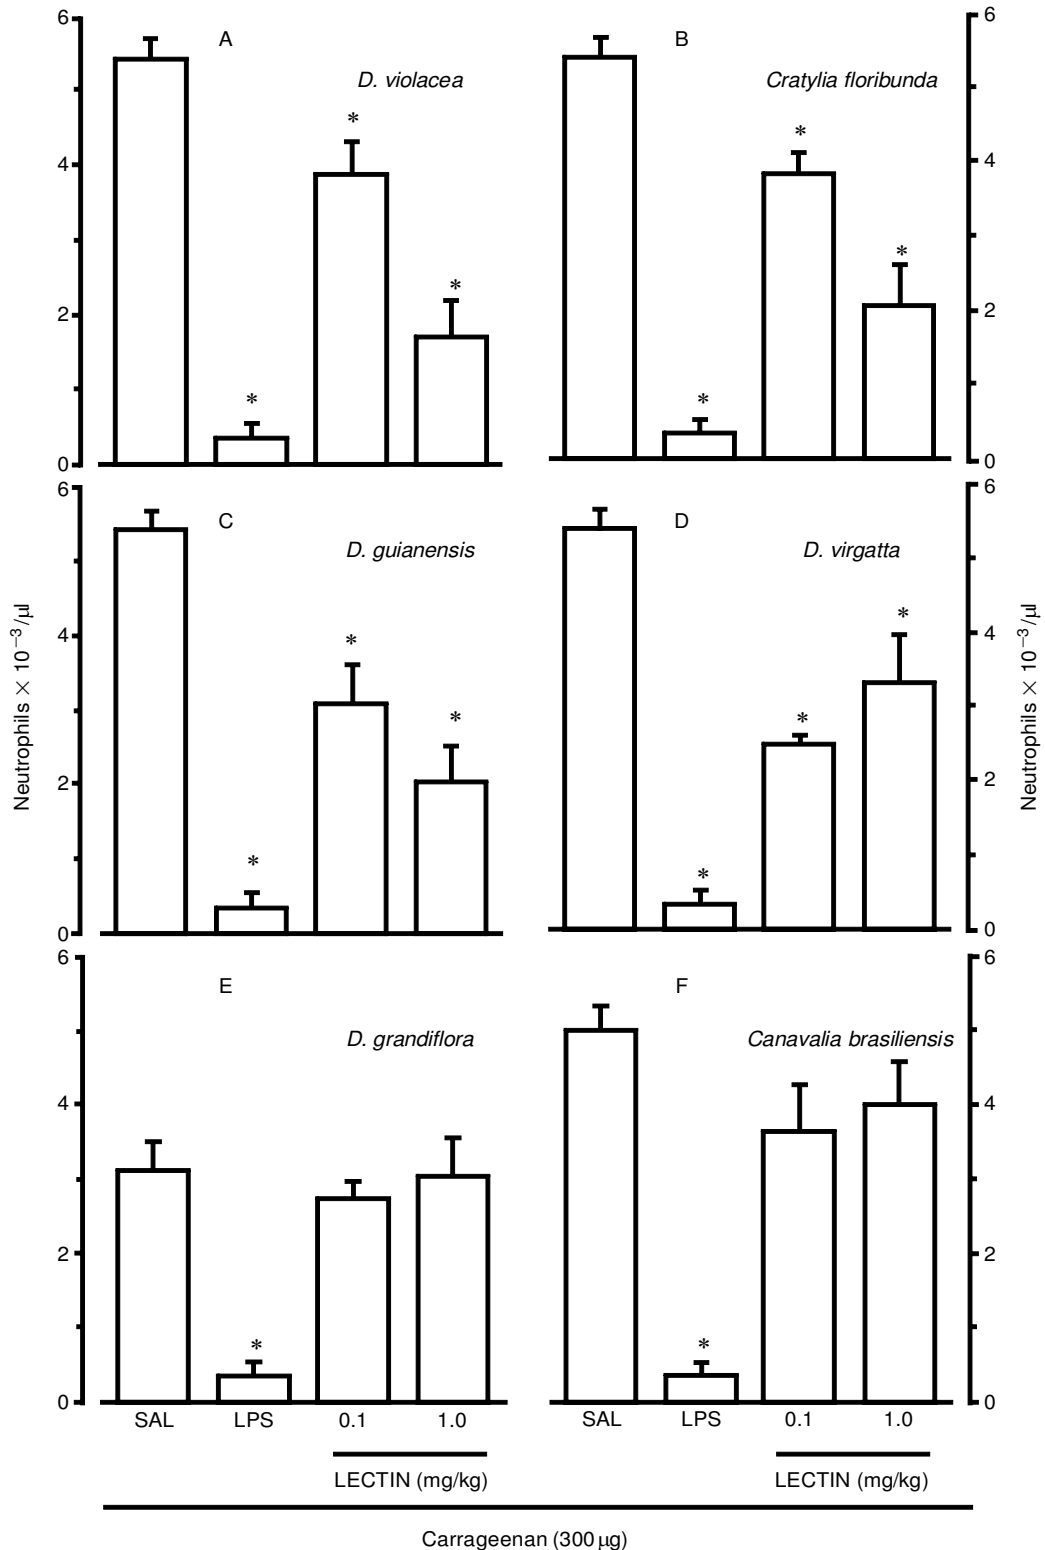 6
A
D. violacea
*
*
*
4
2
0
6
B
Cratylia floribunda
*
*
*
4
2
0
6
C
D. guianensis
*
*
*
4
2
0
6
D
D. virgatta
*
*
*
4
2
0
Neutrophils × 10⁻³/μl
Neutrophils × 10⁻³/μl
6
E
D. grandiflora
*
4
2
0
6
F
Canavalia brasiliensis
*
4
2
0
SAL LPS 0.1 1.0
SAL LPS 0.1 1.0
LECTIN (mg/kg)
LECTIN (mg/kg)
Carrageenan (300 μg)